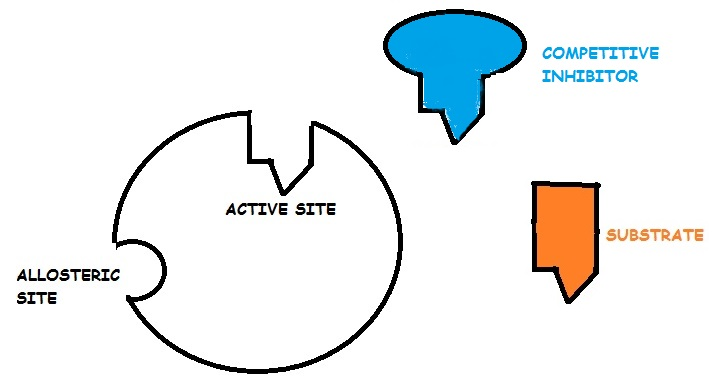 COMPETITIVE
INHIBITOR
ACTIVE SITE
SUBSTRATE
ALLOSTERIC
SITE